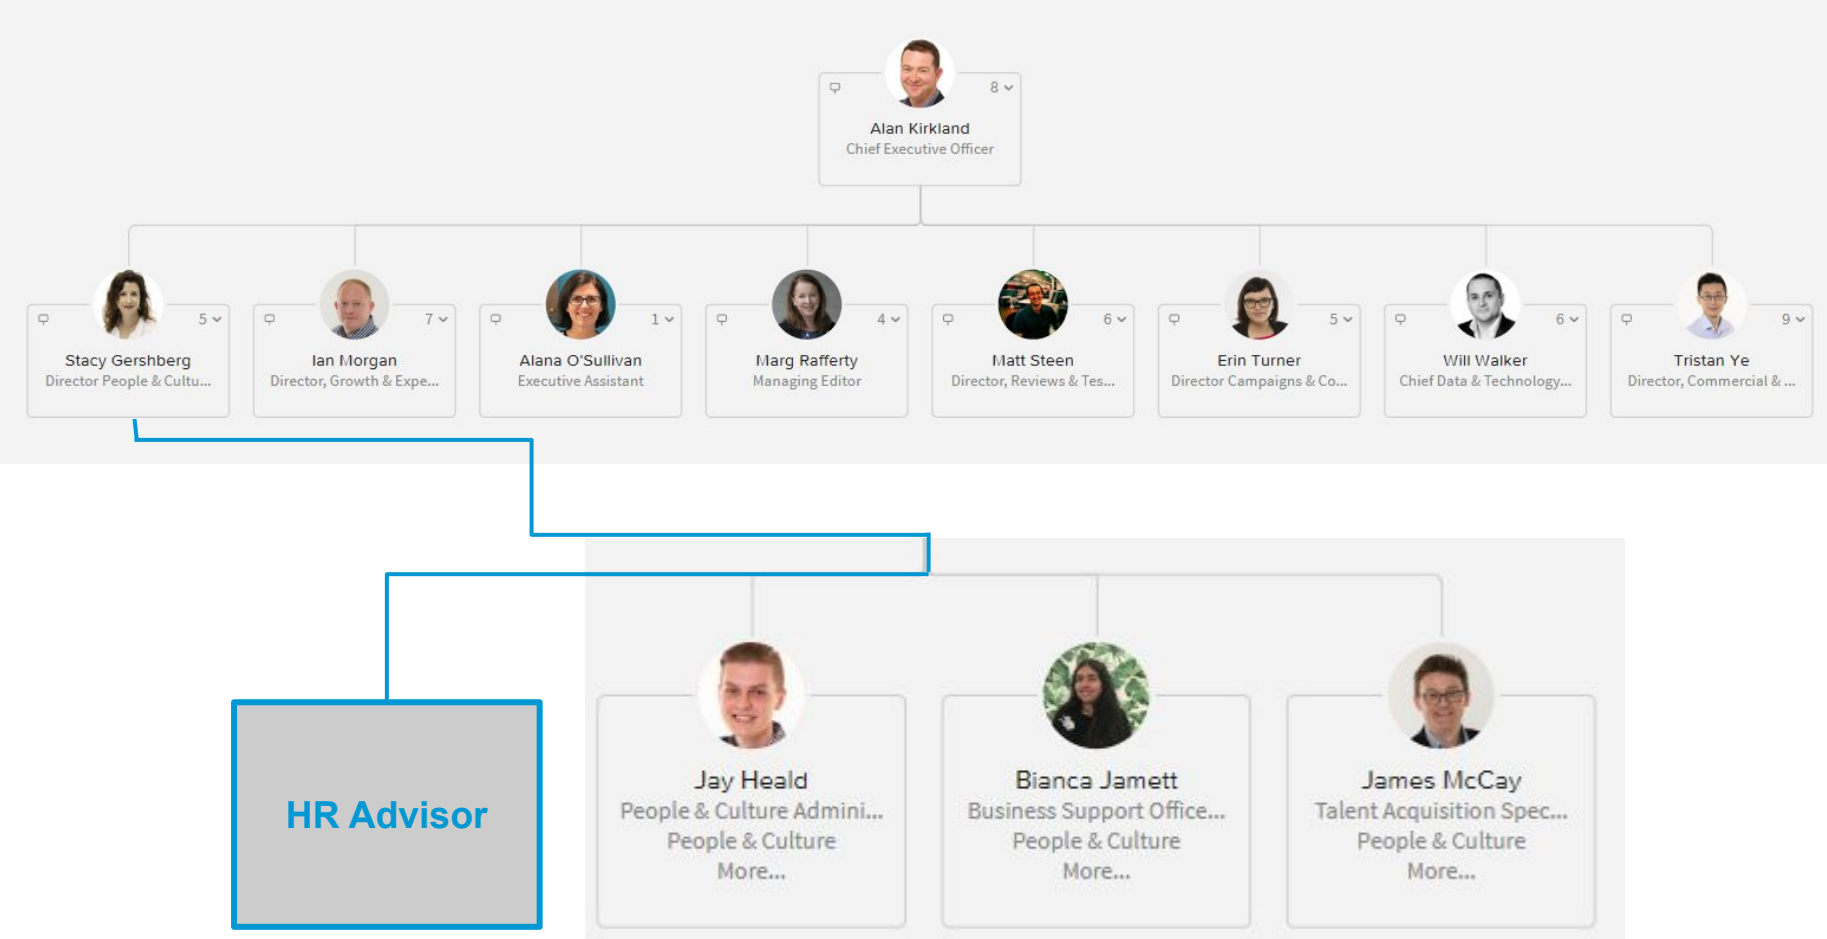 8
Alan Kirkland
Chief Executive Officer
5
Stacy Gershberg
Director People & Cultu...
7
Ian Morgan
Director, Growth & Expe...
1
Alana O'Sullivan
Executive Assistant
4
Marg Rafferty
Managing Editor
6
Matt Steen
Director, Reviews & Tes...
5
Erin Turner
Director Campaigns & Co...
6
Will Walker
Chief Data & Technology...
9
Tristan Ye
Director, Commercial & ...
HR Advisor
Jay Heald
People & Culture Admini...
People & Culture
More...
Bianca Jamett
Business Support Office...
People & Culture
More...
James McCay
Talent Acquisition Spec...
People & Culture
More...